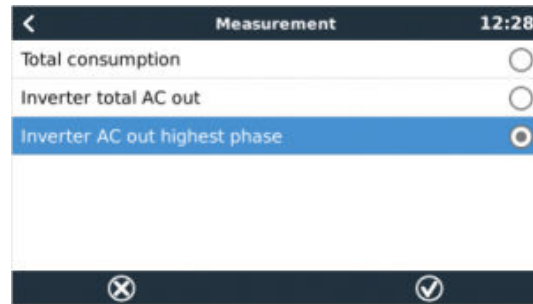 Measurement 12:28
Total consumption
Inverter total AC out
Inverter AC out highest phase